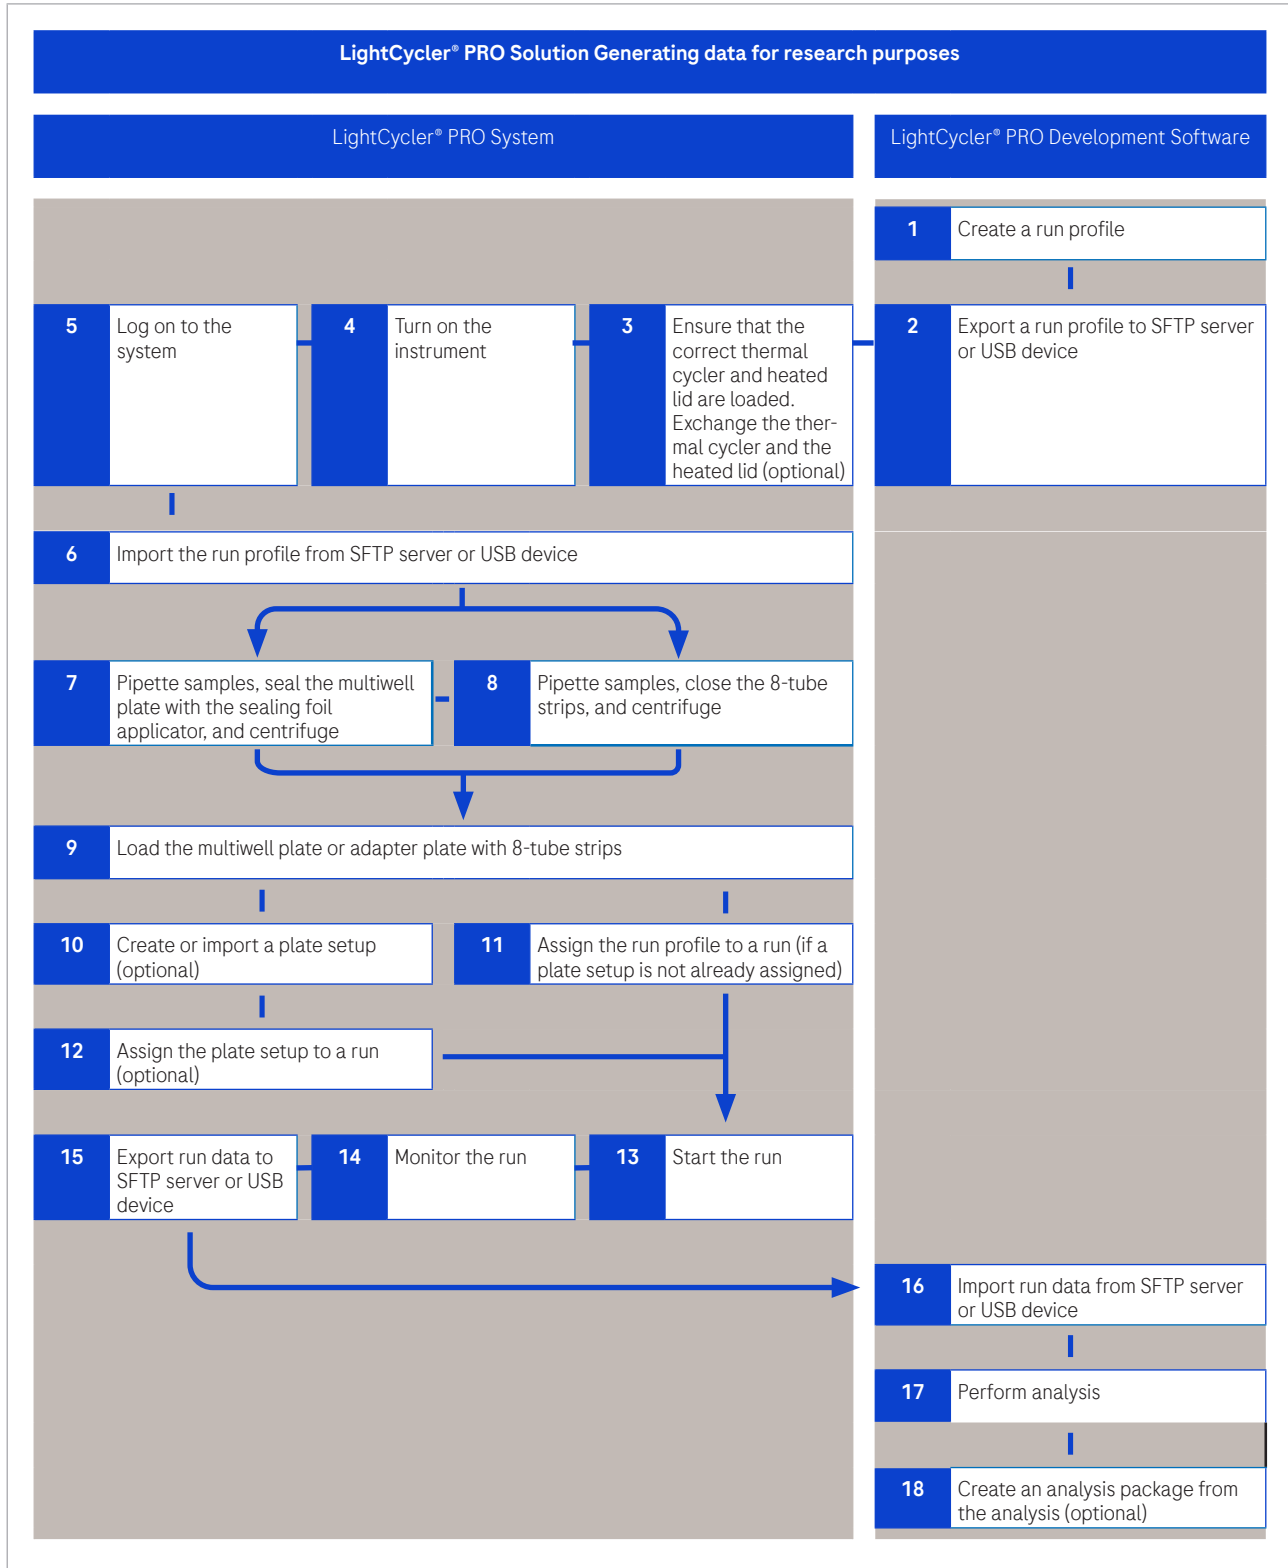 LightCycler® PRO Solution Generating data for research purposes
LightCycler® PRO System
LightCycler® PRO Development Software
1
Create a run profile
5
Log on to the
system
4
Turn on the
instrument
3
Ensure that the
correct thermal
cycler and heated
lid are loaded.
Exchange the ther-
mal cycler and the
heated lid (optional)
2
Export a run profile to SFTP server
or USB device
6
Import the run profile from SFTP server or USB device
7
Pipette samples, seal the multiwell
plate with the sealing foil
applicator, and centrifuge
8
Pipette samples, close the 8-tube
strips, and centrifuge
9
Load the multiwell plate or adapter plate with 8-tube strips
10
Create or import a plate setup
(optional)
11
Assign the run profile to a run (if a
plate setup is not already assigned)
12
Assign the plate setup to a run
(optional)
15
Export run data to
SFTP server or USB
device
14
Monitor the run
13
Start the run
16
Import run data from SFTP server
or USB device
17
Perform analysis
18
Create an analysis package from
the analysis (optional)